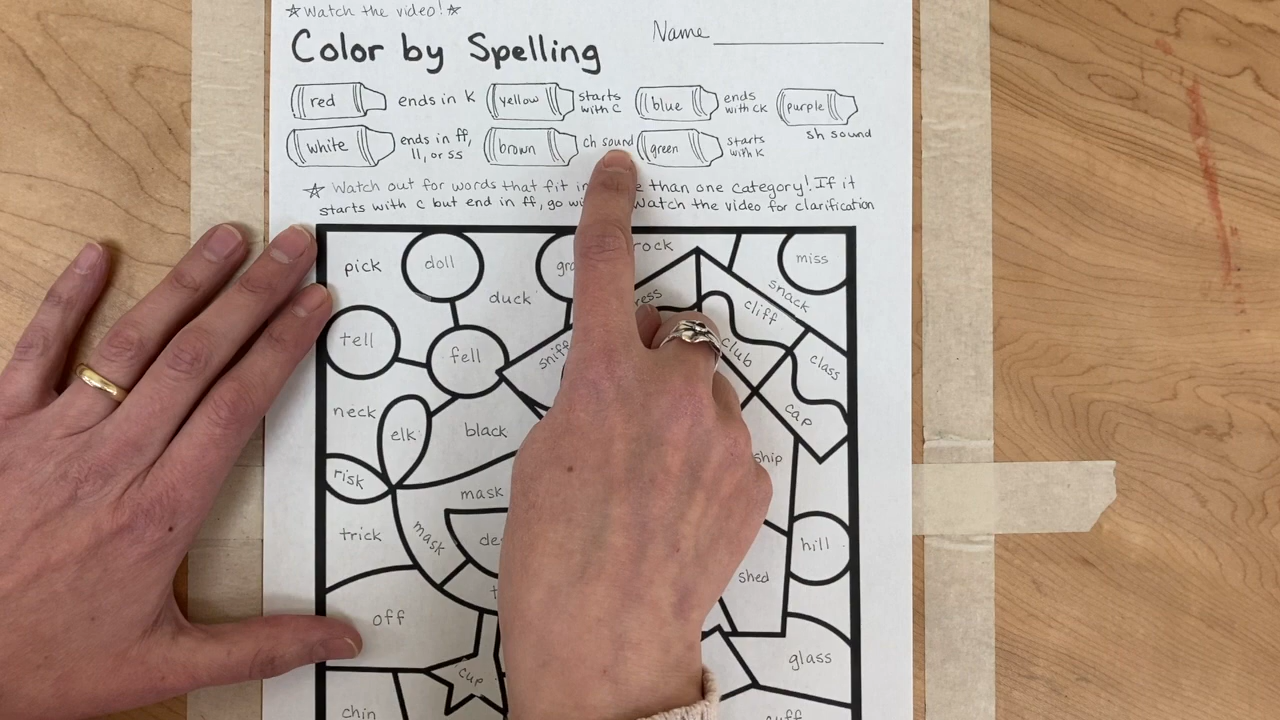 ☆Watch the video!☆
Name
Color by Spelling
red ends in K yellow starts with C blue ends with CK purple sh sound
white ends in ff, ll, or ss brown ch sound green starts with K
☆ Watch out for words that fit in than one category! If it
starts with c but end in ff, go Watch the video for clarification
pick
doll
duck
rock
miss
snack
cliff
tell
fell
sniff
club
class
cap
neck
elk
black
ship
risk
mask
trick
mask
hill
shed
off
glass
cup
chin